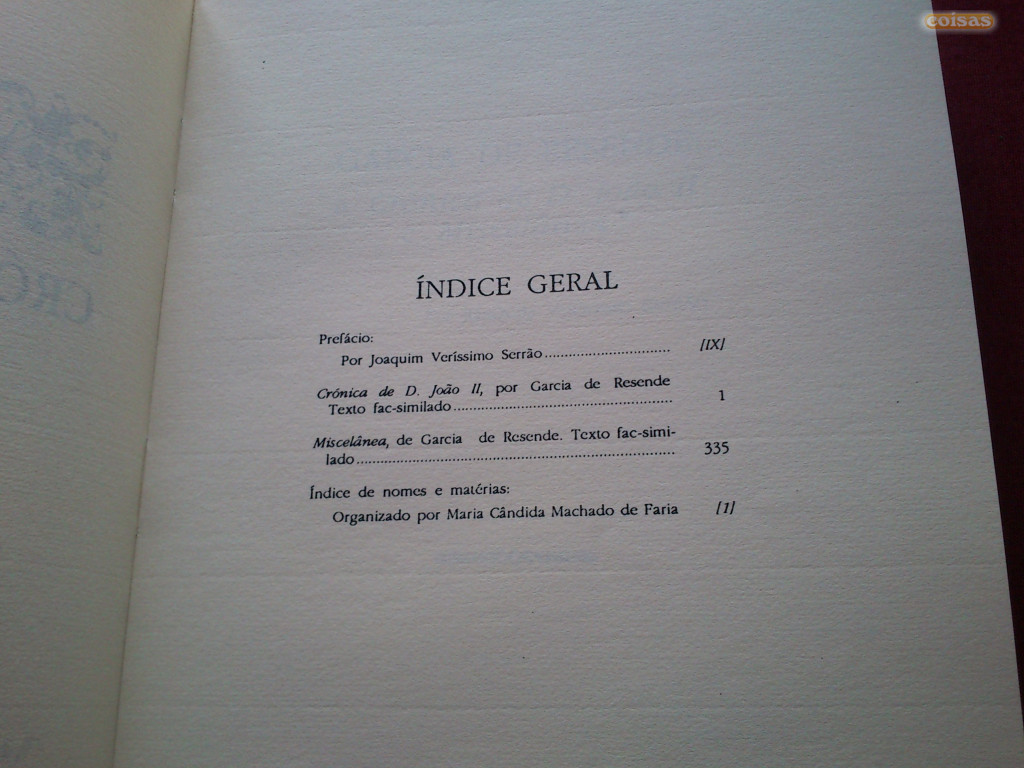 coisas
CRÓ
ÍNDICE GERAL
Prefácio:
Por Joaquim Veríssimo Serrão.............................. [IX]
Crónica de D. João II, por Garcia de Resende
Texto fac-similado...................................................... 1
Miscelânea, de Garcia de Resende. Texto fac-simi-
lado.............................................................................. 335
Índice de nomes e matérias:
Organizado por Maria Cândida Machado de Faria [1]